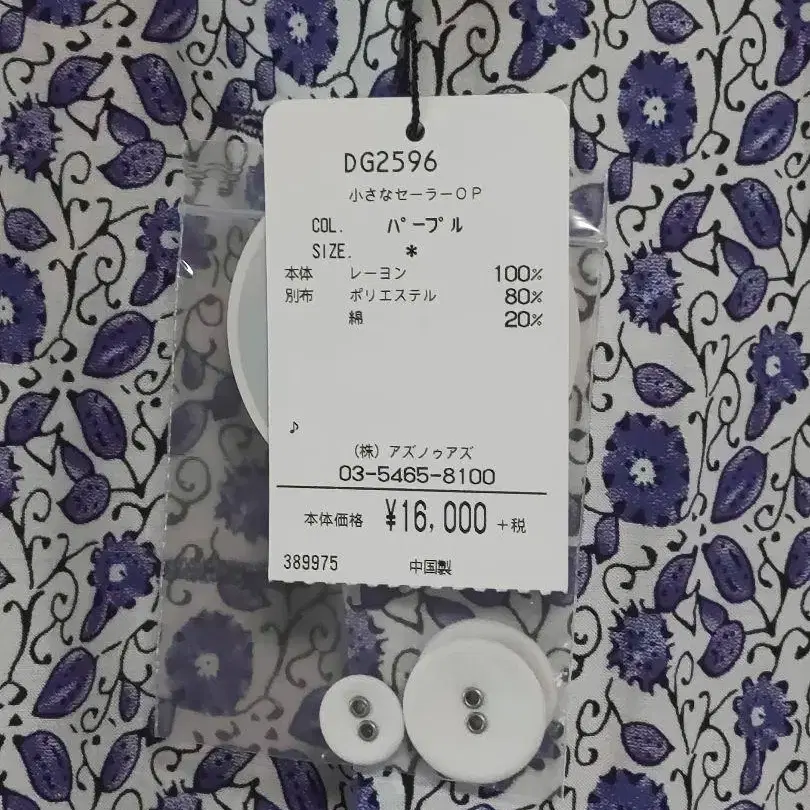 DG2596
小さなセーラーOP
COL. パープル
SIZE. *
本体 レーヨン 100%
別布 ポリエステル 80%
綿 20%
♪
(株)アズノゥアズ
03-5465-8100
本体価格 ¥16,000 +税
389975 中国製